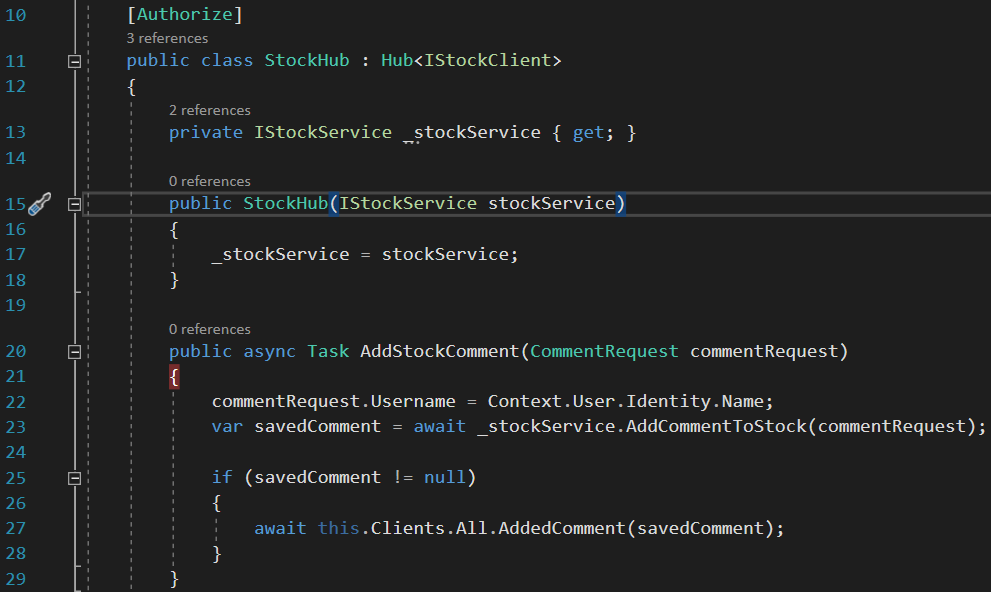 10 [Authorize]
3 references
11 public class StockHub : Hub<IStockClient>
12 {
2 references
13 private IStockService _stockService { get; }
14
0 references
15 public StockHub(IStockService stockService)
16 {
17 _stockService = stockService;
18 }
19
0 references
20 public async Task AddStockComment(CommentRequest commentRequest)
21 {
22 commentRequest.Username = Context.User.Identity.Name;
23 var savedComment = await _stockService.AddCommentToStock(commentRequest);
24
25 if (savedComment != null)
26 {
27 await this.Clients.All.AddedComment(savedComment);
28 }
29 }